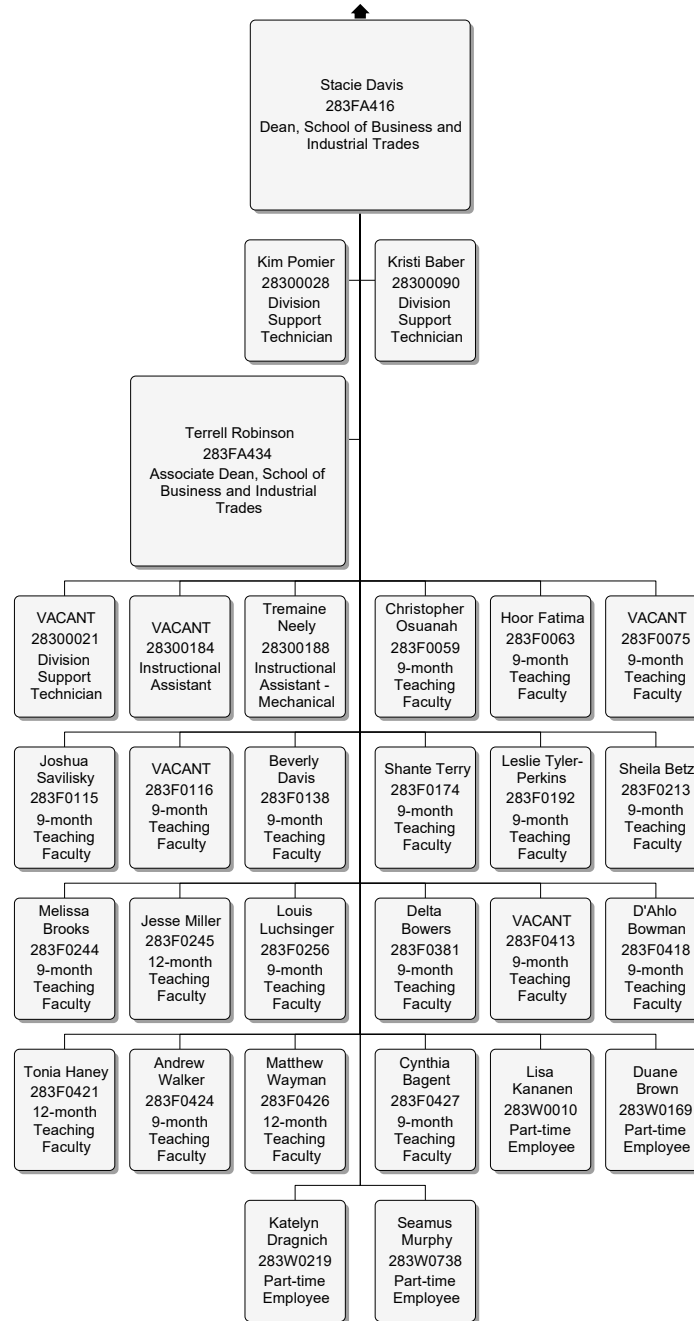 Stacie Davis
283FA416
Dean, School of Business and
Industrial Trades
Kim Pomier
28300028
Division
Support
Technician
Kristi Baber
28300090
Division
Support
Technician
Terrell Robinson
283FA434
Associate Dean, School of
Business and Industrial
Trades
VACANT
28300021
Division
Support
Technician
VACANT
28300184
Instructional
Assistant
Tremaine
Neely
28300188
Instructional
Assistant -
Mechanical
Christopher
Osuanah
283F0059
9-month
Teaching
Faculty
Hoor Fatima
283F0063
9-month
Teaching
Faculty
VACANT
283F0075
9-month
Teaching
Faculty
Joshua
Savilisky
283F0115
9-month
Teaching
Faculty
VACANT
283F0116
9-month
Teaching
Faculty
Beverly
Davis
283F0138
9-month
Teaching
Faculty
Shante Terry
283F0174
9-month
Teaching
Faculty
Leslie Tyler-
Perkins
283F0192
9-month
Teaching
Faculty
Sheila Betz
283F0213
9-month
Teaching
Faculty
Melissa
Brooks
283F0244
9-month
Teaching
Faculty
Jesse Miller
283F0245
12-month
Teaching
Faculty
Louis
Luchsinger
283F0256
9-month
Teaching
Faculty
Delta
Bowers
283F0381
9-month
Teaching
Faculty
VACANT
283F0413
9-month
Teaching
Faculty
D'Ahlo
Bowman
283F0418
9-month
Teaching
Faculty
Tonia Haney
283F0421
12-month
Teaching
Faculty
Andrew
Walker
283F0424
9-month
Teaching
Faculty
Matthew
Wayman
283F0426
12-month
Teaching
Faculty
Cynthia
Bagent
283F0427
9-month
Teaching
Faculty
Lisa
Kananen
283W0010
Part-time
Employee
Duane
Brown
283W0169
Part-time
Employee
Katelyn
Dragnich
283W0219
Part-time
Employee
Seamus
Murphy
283W0738
Part-time
Employee